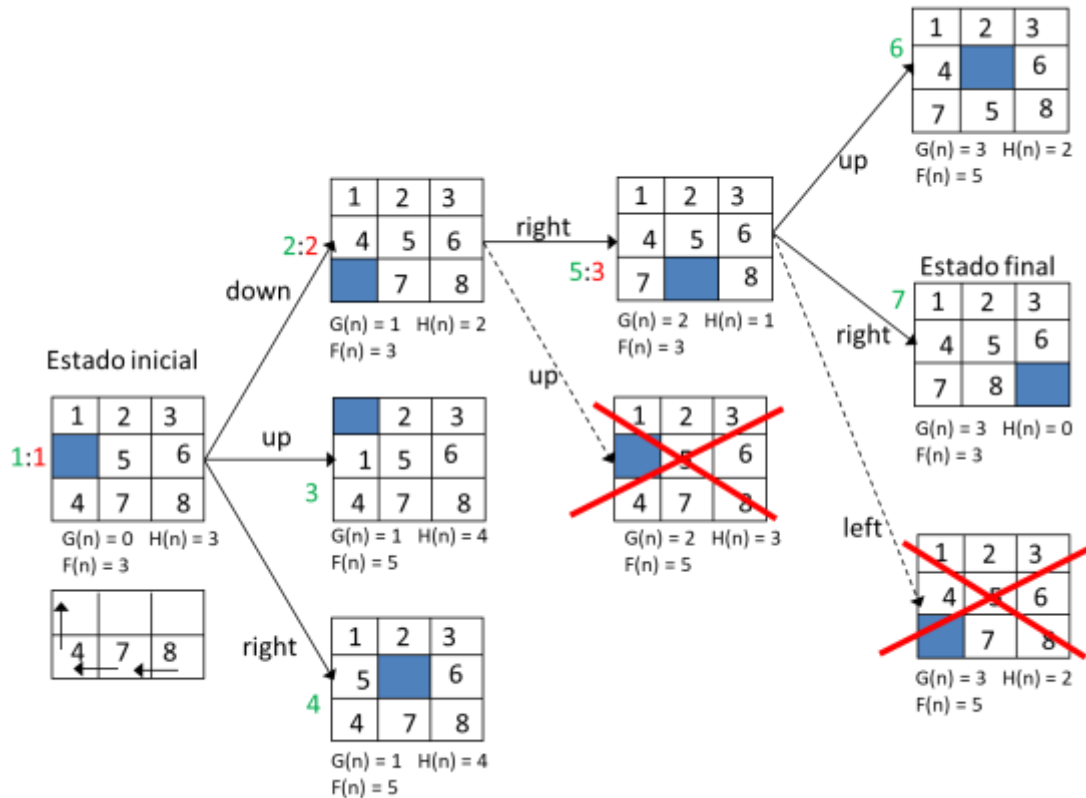 Estado inicial
1 2 3
1:1 5 6
4 7 8
G(n) = 0 H(n) = 3
F(n) = 3
4 7 8
down
up
right
1 2 3
2:2 4 5 6
7 8
G(n) = 1 H(n) = 2
F(n) = 3
2 3
1 5 6
3 4 7 8
G(n) = 1 H(n) = 4
F(n) = 5
1 2 3
5 6
4 4 7 8
G(n) = 1 H(n) = 4
F(n) = 5
right
up
1 2 3
4 5 6
5:3 7 8
G(n) = 2 H(n) = 1
F(n) = 3
1 2 3
5 6
4 7 8
G(n) = 2 H(n) = 3
F(n) = 5
up
right
left
1 2 3
6 4 6
7 5 8
G(n) = 3 H(n) = 2
F(n) = 5
Estado final
7 1 2 3
4 5 6
7 8
G(n) = 3 H(n) = 0
F(n) = 3
1 2 3
4 5 6
7 8
G(n) = 3 H(n) = 2
F(n) = 5